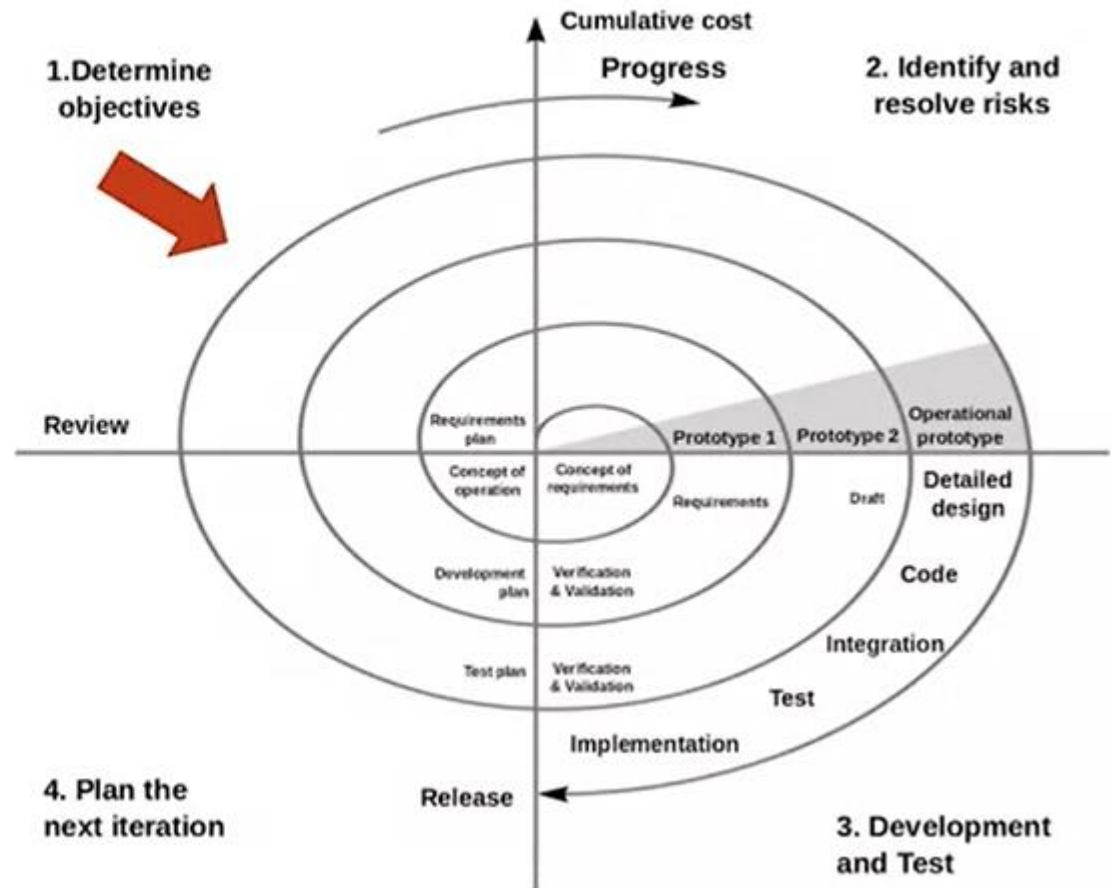 Cumulative cost
Progress
1.Determine
objectives
2. Identify and
resolve risks
Review
Requirements
plan
Prototype 1
Prototype 2
Operational
prototype
Concept of
operation
Concept of
requirements
Requirements
Draft
Detailed
design
Development
plan
Verification
& Validation
Code
Integration
Test plan
Verification
& Validation
Test
Implementation
Release
4. Plan the
next iteration
3. Development
and Test